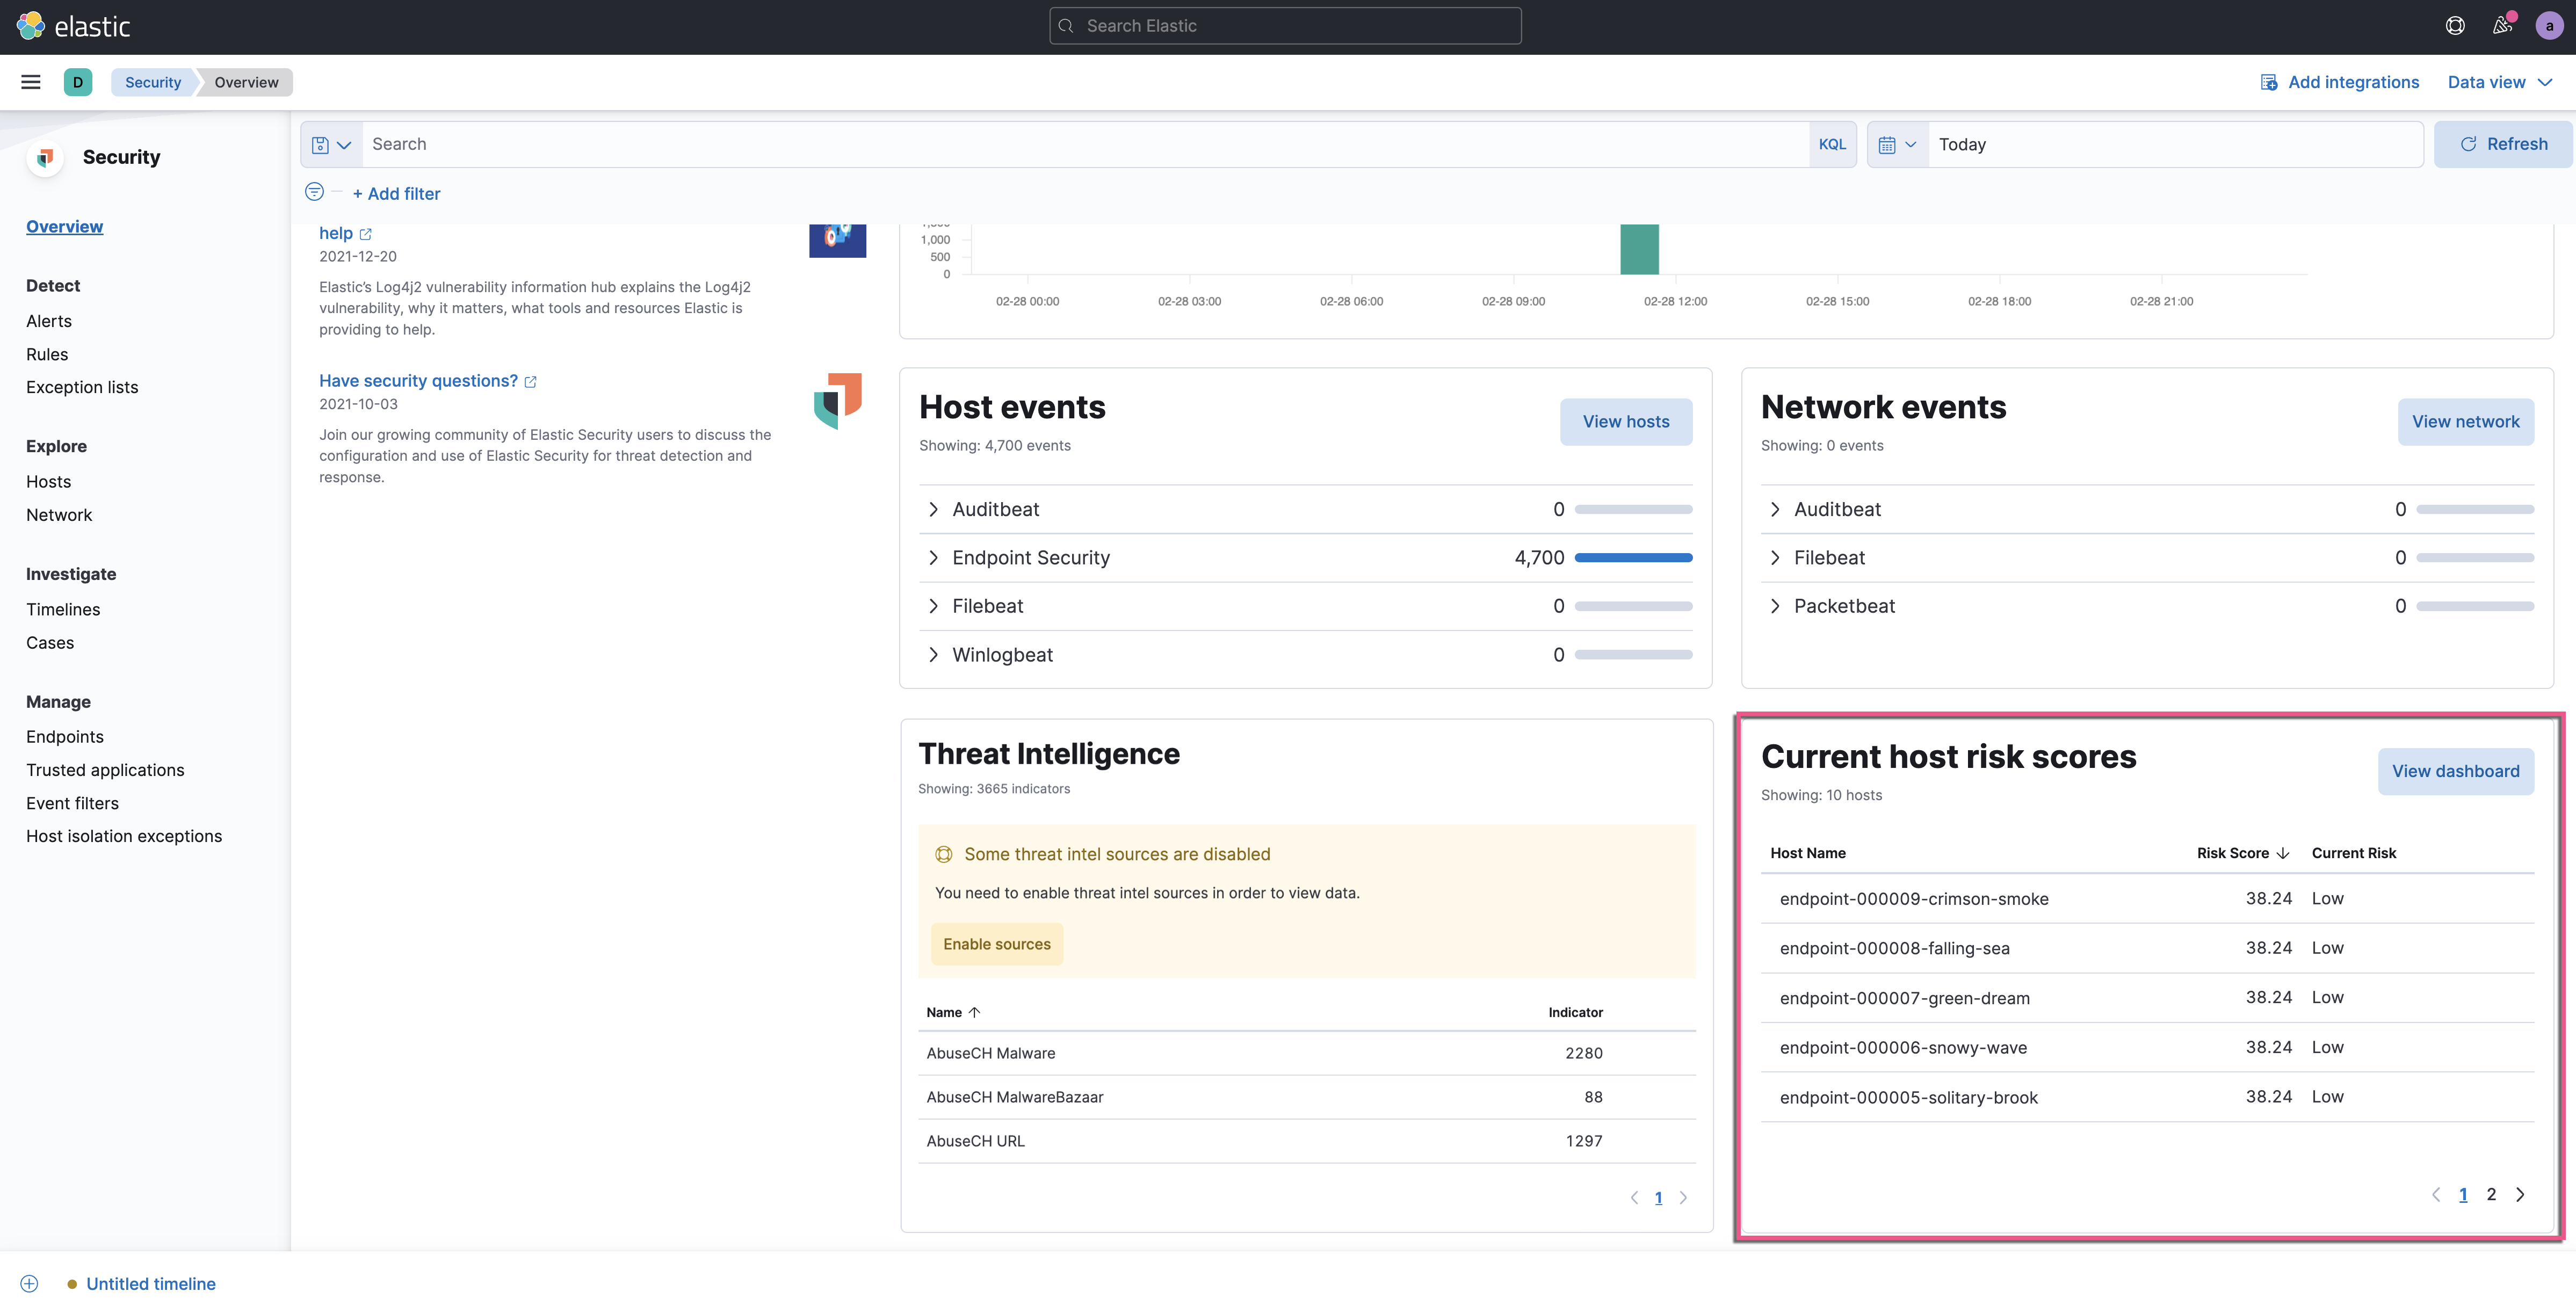 elastic
Search Elastic
a
D
Security
Overview
Add integrations
Data view
Security
Overview
Detect
Alerts
Rules
Exception lists
Explore
Hosts
Network
Investigate
Timelines
Cases
Manage
Endpoints
Trusted applications
Event filters
Host isolation exceptions
Search
KQL
Today
Refresh
+ Add filter
help
2021-12-20
Elastic's Log4j2 vulnerability information hub explains the Log4j2
vulnerability, why it matters, what tools and resources Elastic is
providing to help.
Have security questions?
2021-10-03
Join our growing community of Elastic Security users to discuss the
configuration and use of Elastic Security for threat detection and
response.
1,000
500
0
02-28 00:00
02-28 03:00
02-28 06:00
02-28 09:00
02-28 12:00
02-28 15:00
02-28 18:00
02-28 21:00
Host events
View hosts
Showing: 4,700 events
Auditbeat 0
Endpoint Security 4,700
Filebeat 0
Winlogbeat 0
Network events
View network
Showing: 0 events
Auditbeat 0
Filebeat 0
Packetbeat 0
Threat Intelligence
Showing: 3665 indicators
Some threat intel sources are disabled
You need to enable threat intel sources in order to view data.
Enable sources
Name Indicator
AbuseCH Malware 2280
AbuseCH MalwareBazaar 88
AbuseCH URL 1297
1
Current host risk scores
View dashboard
Showing: 10 hosts
Host Name Risk Score Current Risk
endpoint-000009-crimson-smoke 38.24 Low
endpoint-000008-falling-sea 38.24 Low
endpoint-000007-green-dream 38.24 Low
endpoint-000006-snowy-wave 38.24 Low
endpoint-000005-solitary-brook 38.24 Low
1 2
Untitled timeline